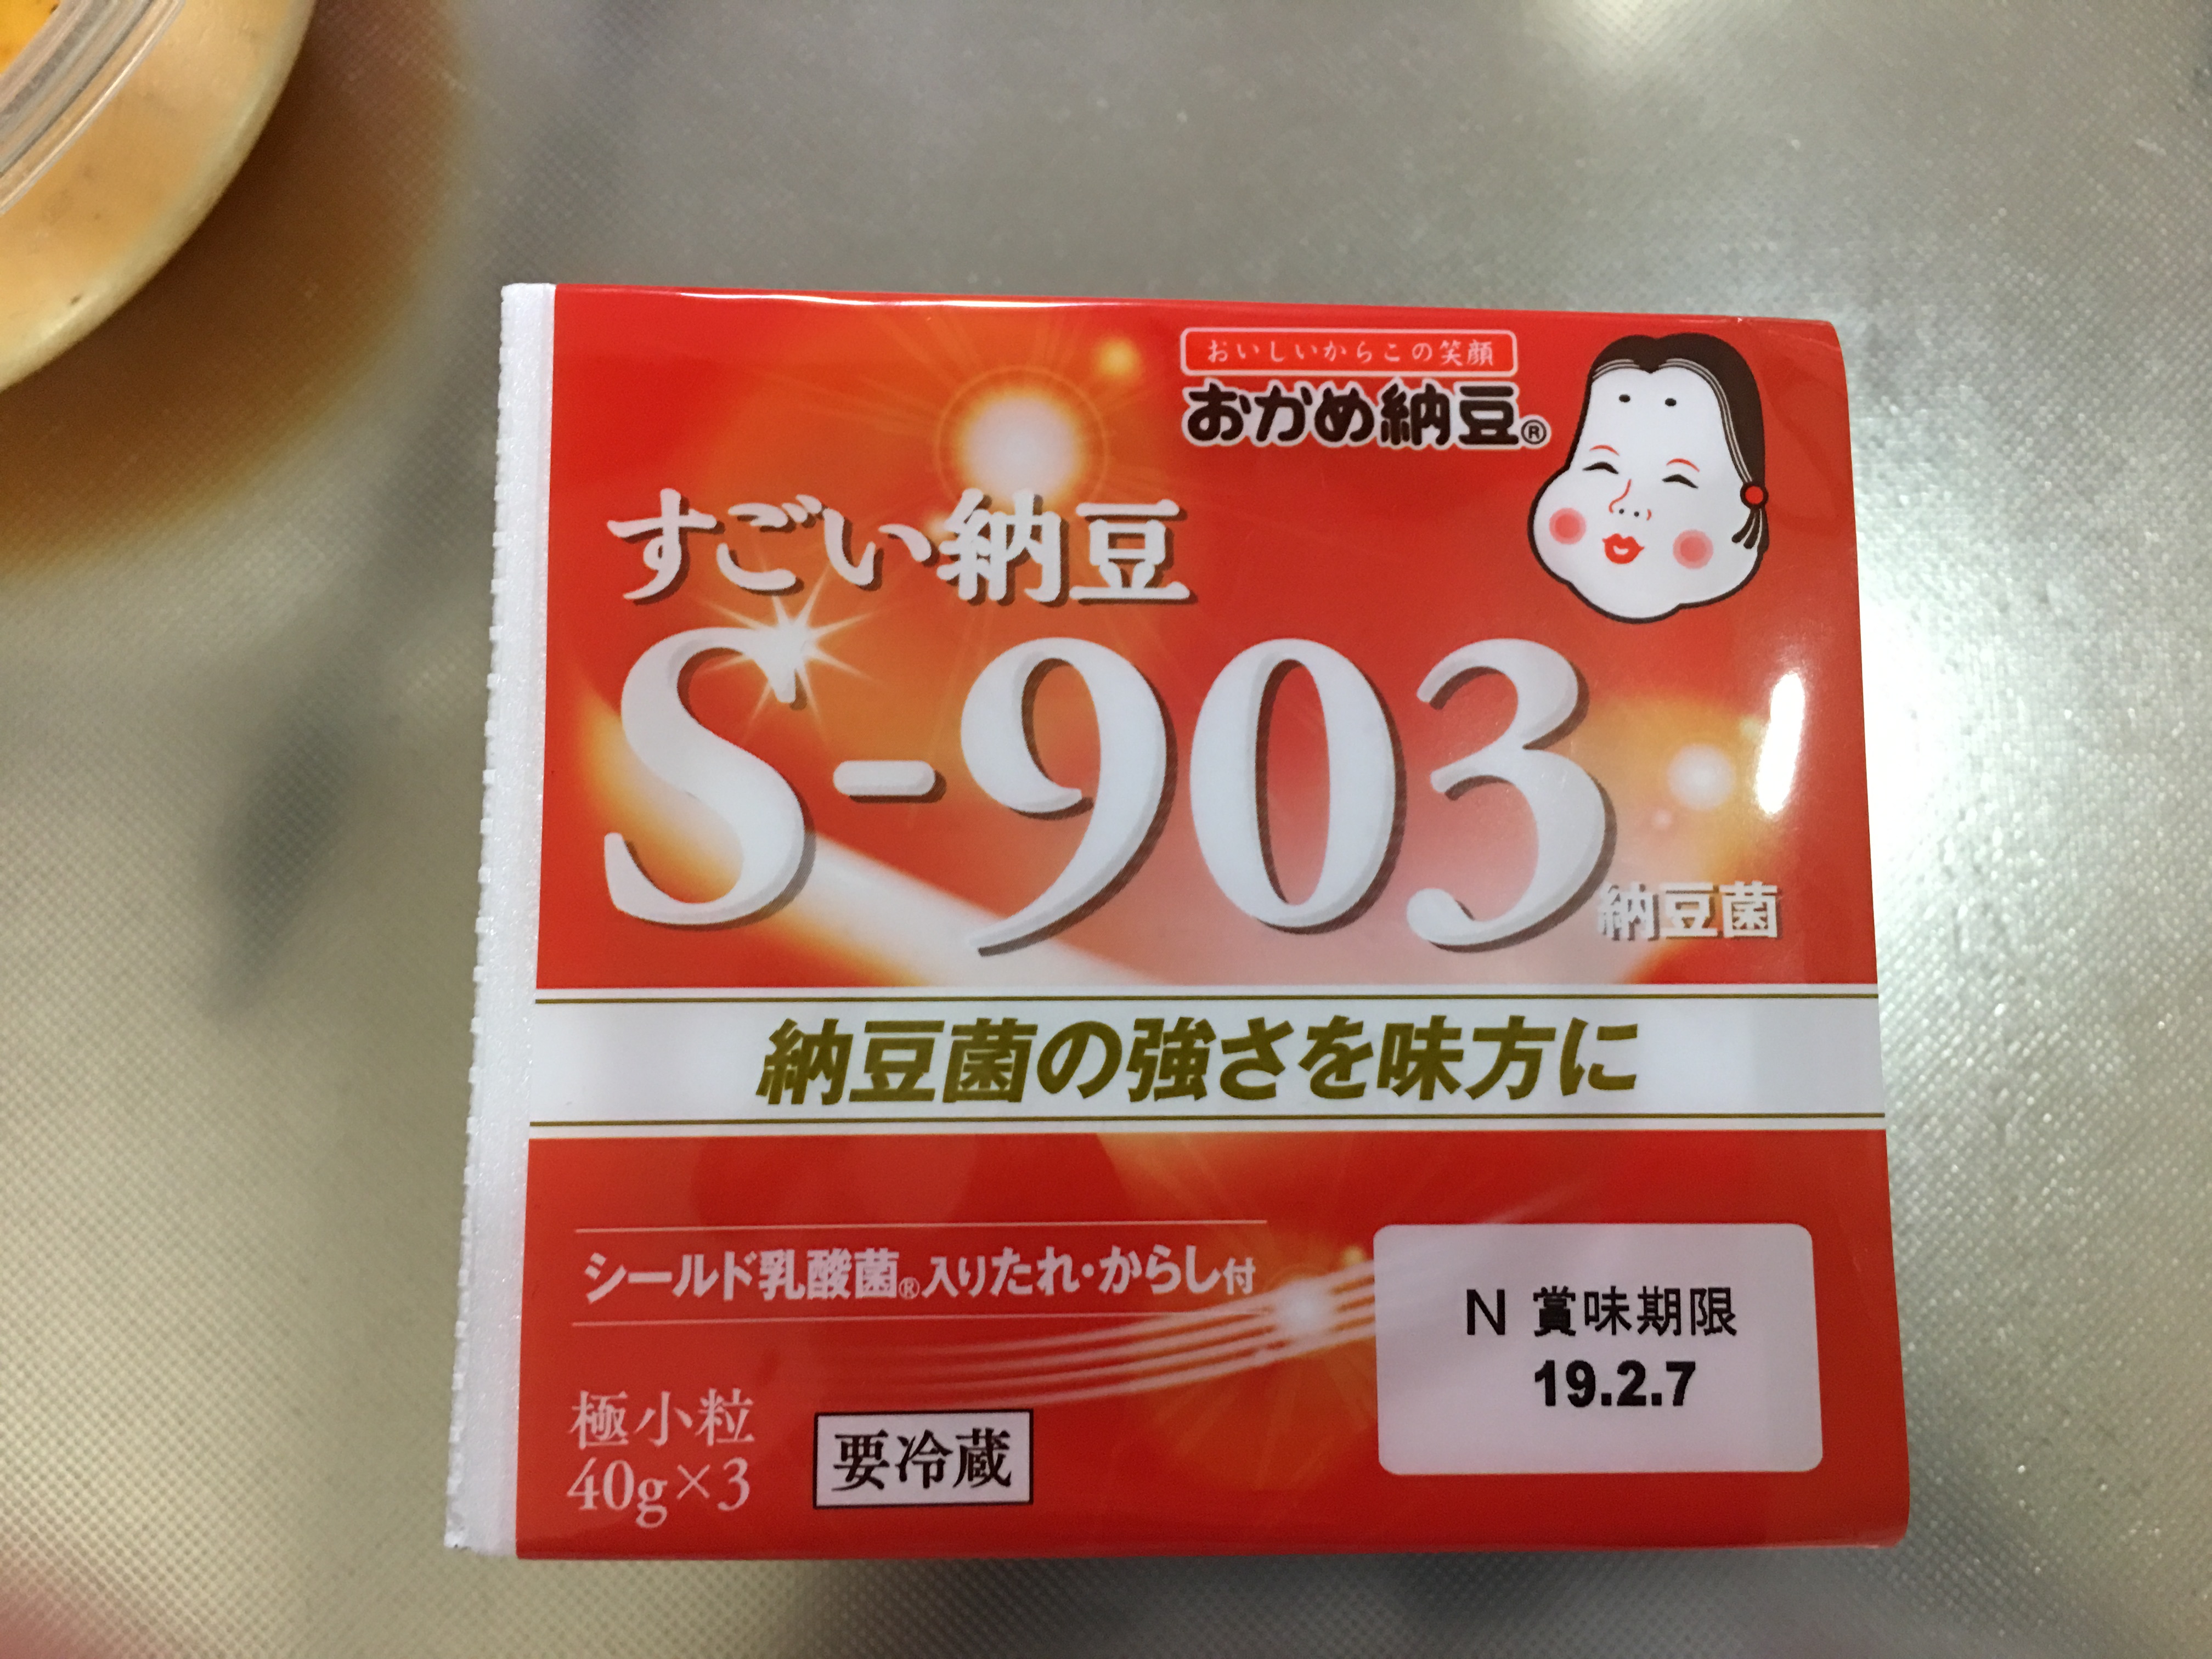 おいしいからこの笑顔
おかめ納豆®
すごい納豆
S-903
納豆菌
納豆菌の強さを味方に
シールド乳酸菌®入りたれ・からし付
N 賞味期限
19.2.7
極小粒
40g×3
要冷蔵